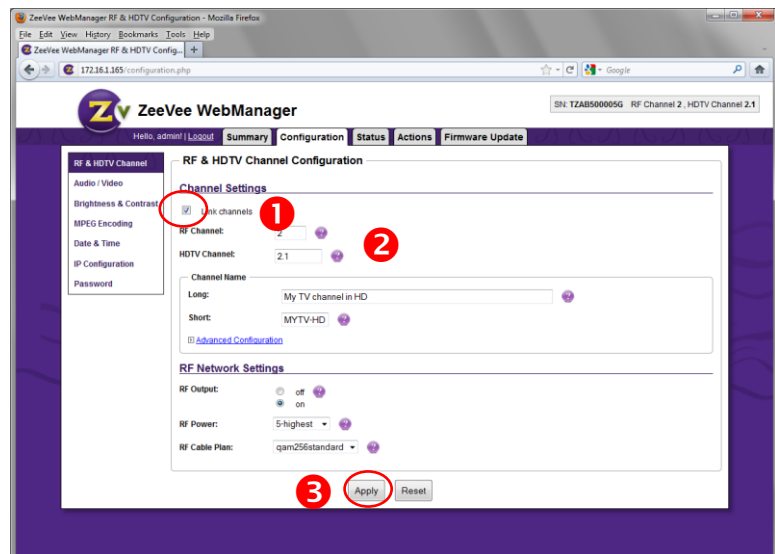 ZeeVee WebManager RF & HDTV Configuration - Mozilla Firefox
File Edit View History Bookmarks Tools Help
ZeeVee WebManager RF & HDTV Config... +
172.16.1.165/configuration.php Google
Zv ZeeVee WebManager
SN: TZAB500005G RF Channel 2 , HDTV Channel 2.1
Hello, admin! | Logout Summary Configuration Status Actions Firmware Update
RF & HDTV Channel
Audio / Video
Brightness & Contrast
MPEG Encoding
Date & Time
IP Configuration
Password
RF & HDTV Channel Configuration
Channel Settings
Link channels 1
RF Channel: 2 ?
2
HDTV Channel: 2.1 ?
Channel Name
Long: My TV channel in HD ?
Short: MYTV-HD ?
Advanced Configuration
RF Network Settings
RF Output: off ?
on
RF Power: 5-highest ?
RF Cable Plan: qam256standard ?
3 Apply Reset